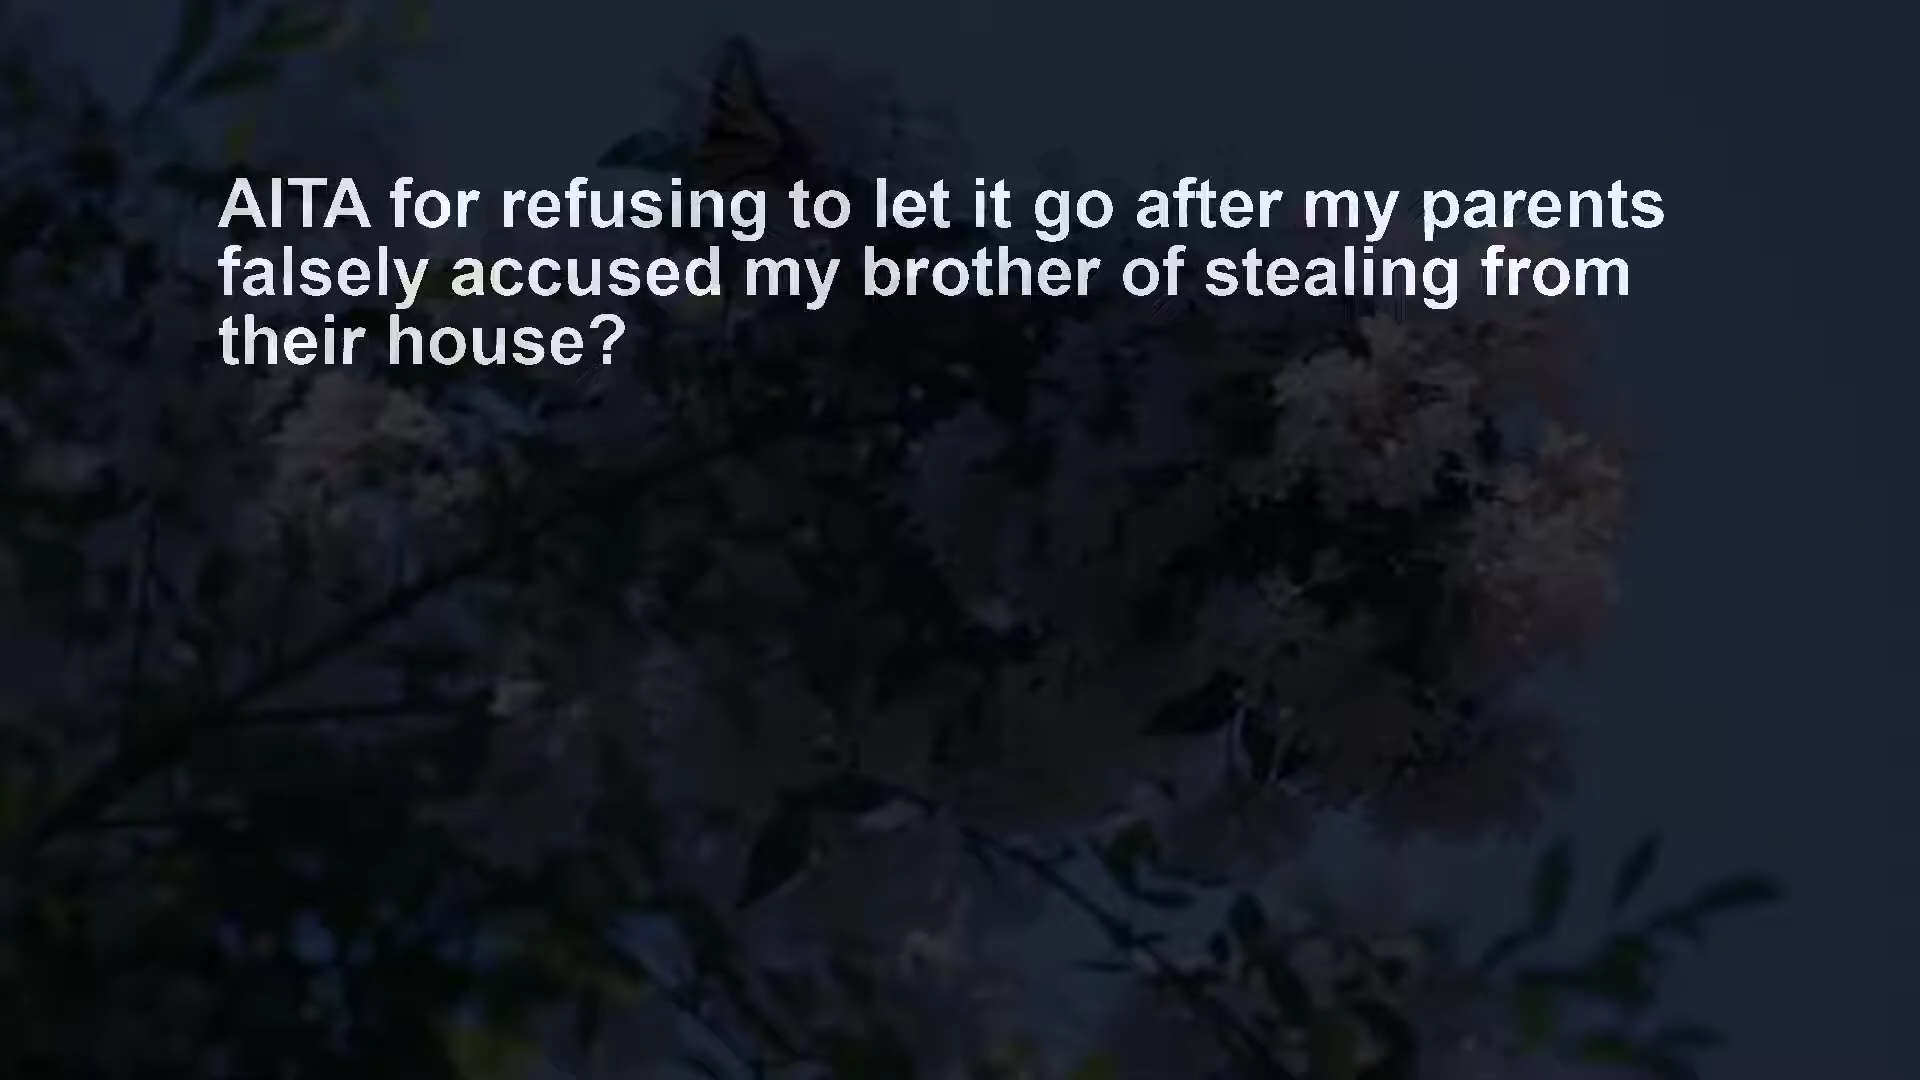 AITA for refusing to let it go after my parents
falsely accused my brother of stealing from
their house?